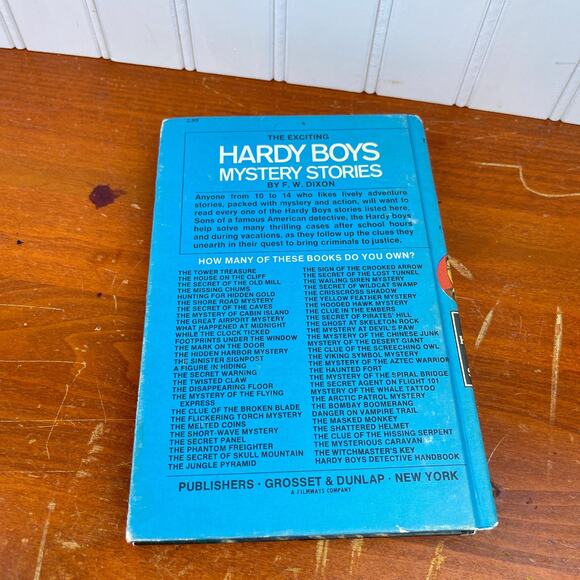 2.95
THE EXCITING
HARDY BOYS
MYSTERY STORIES
BY F. W. DIXON
Anyone from 10 to 14 who likes lively adventure
stories, packed with mystery and action, will want to
read every one of the Hardy Boys stories listed here.
Sons of a famous American detective, the Hardy boys
help solve many thrilling cases after school hours
and during vacations, as they follow up the clues they
unearth in their quest to bring criminals to justice.
HOW MANY OF THESE BOOKS DO YOU OWN?
THE TOWER TREASURE
THE HOUSE ON THE CLIFF
THE SECRET OF THE OLD MILL
THE MISSING CHUMS
HUNTING FOR HIDDEN GOLD
THE SHORE ROAD MYSTERY
THE SECRET OF THE CAVES
THE MYSTERY OF CABIN ISLAND
THE GREAT AIRPORT MYSTERY
WHAT HAPPENED AT MIDNIGHT
WHILE THE CLOCK TICKED
FOOTPRINTS UNDER THE WINDOW
THE MARK ON THE DOOR
THE HIDDEN HARBOR MYSTERY
THE SINISTER SIGNPOST
A FIGURE IN HIDING
THE SECRET WARNING
THE TWISTED CLAW
THE DISAPPEARING FLOOR
THE MYSTERY OF THE FLYING
EXPRESS
THE CLUE OF THE BROKEN BLADE
THE FLICKERING TORCH MYSTERY
THE MELTED COINS
THE SHORT-WAVE MYSTERY
THE SECRET PANEL
THE PHANTOM FREIGHTER
THE SECRET OF SKULL MOUNTAIN
THE JUNGLE PYRAMID
THE SIGN OF THE CROOKED ARROW
THE SECRET OF THE LOST TUNNEL
THE WAILING SIREN MYSTERY
THE SECRET OF WILDCAT SWAMP
THE CRISSCROSS SHADOW
THE YELLOW FEATHER MYSTERY
THE HOODED HAWK MYSTERY
THE CLUE IN THE EMBERS
THE SECRET OF PIRATES' HILL
THE GHOST AT SKELETON ROCK
THE MYSTERY AT DEVIL'S PAW
THE MYSTERY OF THE CHINESE JUNK
MYSTERY OF THE DESERT GIANT
THE CLUE OF THE SCREECHING OWL
THE VIKING SYMBOL MYSTERY
THE MYSTERY OF THE AZTEC WARRIOR
THE HAUNTED FORT
THE MYSTERY OF THE SPIRAL BRIDGE
THE SECRET AGENT ON FLIGHT 101
MYSTERY OF THE WHALE TATTOO
THE ARCTIC PATROL MYSTERY
THE BOMBAY BOOMERANG
DANGER ON VAMPIRE TRAIL
THE MASKED MONKEY
THE SHATTERED HELMET
THE CLUE OF THE HISSING SERPENT
THE MYSTERIOUS CARAVAN
THE WITCHMASTER'S KEY
HARDY BOYS DETECTIVE HANDBOOK
PUBLISHERS · GROSSET & DUNLAP · NEW YORK
A FILMWAYS COMPANY